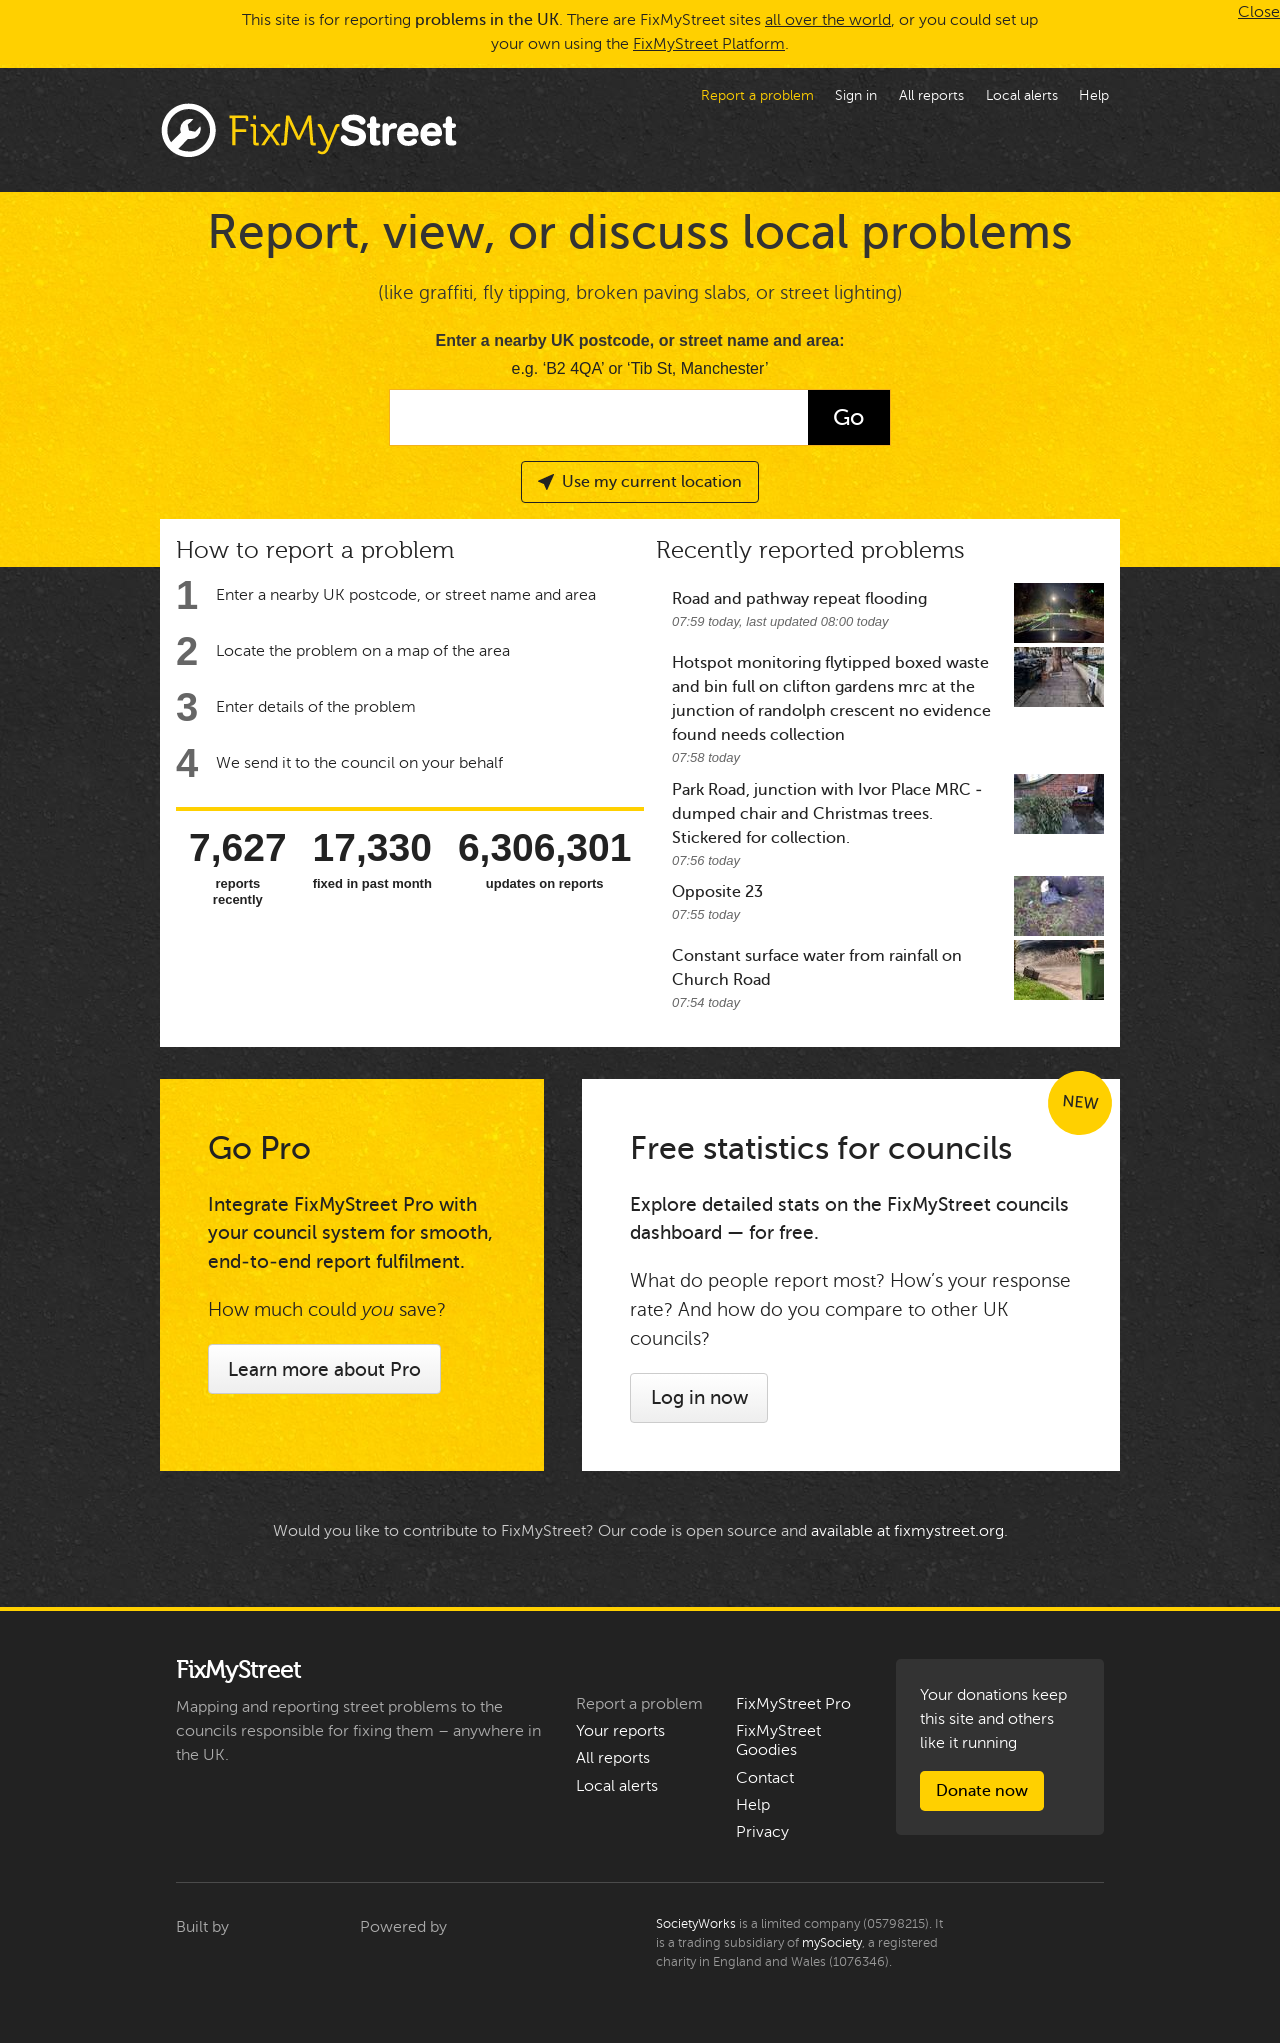 This site is for reporting problems in the UK. There are FixMyStreet sites all over the world, or you could set up
your own using the FixMyStreet Platform.
Close
Report a problem Sign in All reports Local alerts Help
FixMyStreet
Report, view, or discuss local problems
(like graffiti, fly tipping, broken paving slabs, or street lighting)
Enter a nearby UK postcode, or street name and area:
e.g. ‘B2 4QA’ or ‘Tib St, Manchester’
Go
Use my current location
How to report a problem
1 Enter a nearby UK postcode, or street name and area
2 Locate the problem on a map of the area
3 Enter details of the problem
4 We send it to the council on your behalf
7,627 17,330 6,306,301
reports fixed in past month updates on reports
recently
Recently reported problems
Road and pathway repeat flooding
07:59 today, last updated 08:00 today
Hotspot monitoring flytipped boxed waste
and bin full on clifton gardens mrc at the
junction of randolph crescent no evidence
found needs collection
07:58 today
Park Road, junction with Ivor Place MRC -
dumped chair and Christmas trees.
Stickered for collection.
07:56 today
Opposite 23
07:55 today
Constant surface water from rainfall on
Church Road
07:54 today
Go Pro
Integrate FixMyStreet Pro with
your council system for smooth,
end-to-end report fulfilment.
How much could you save?
Learn more about Pro
NEW
Free statistics for councils
Explore detailed stats on the FixMyStreet councils
dashboard — for free.
What do people report most? How’s your response
rate? And how do you compare to other UK
councils?
Log in now
Would you like to contribute to FixMyStreet? Our code is open source and available at fixmystreet.org.
FixMyStreet
Mapping and reporting street problems to the
councils responsible for fixing them – anywhere in
the UK.
Report a problem
Your reports
All reports
Local alerts
FixMyStreet Pro
FixMyStreet
Goodies
Contact
Help
Privacy
Your donations keep
this site and others
like it running
Donate now
Built by
Powered by
SocietyWorks is a limited company (05798215). It
is a trading subsidiary of mySociety, a registered
charity in England and Wales (1076346).